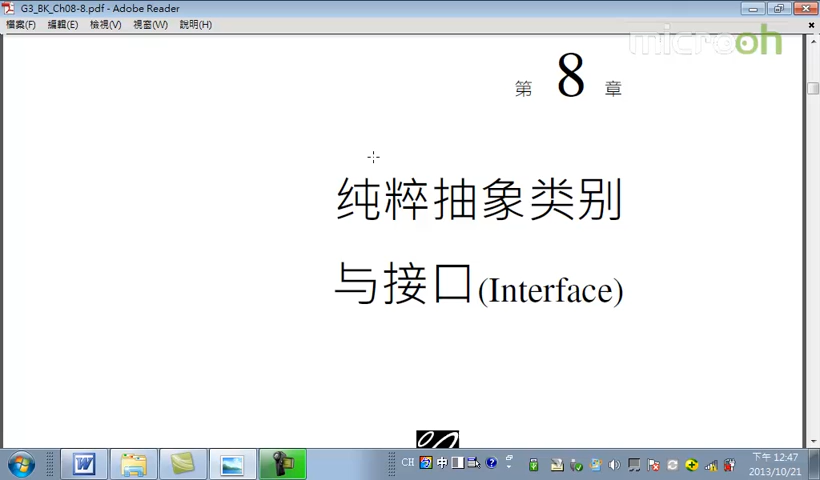 G3_BK_Ch08-8.pdf - Adobe Reader
檔案(F) 編輯(E) 檢視(V) 視窗(W) 說明(H)
microoh
第 8 章
纯粹抽象类别
与接口(Interface)
CH 中
下午 12:47
2013/10/21